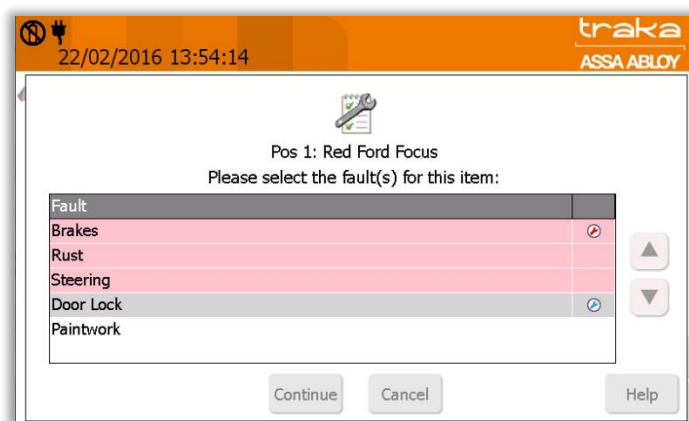 traka
22/02/2016 13:54:14
ASSA ABLOY
Pos 1: Red Ford Focus
Please select the fault(s) for this item:
Fault
Brakes
Rust
Steering
Door Lock
Paintwork
Continue Cancel Help